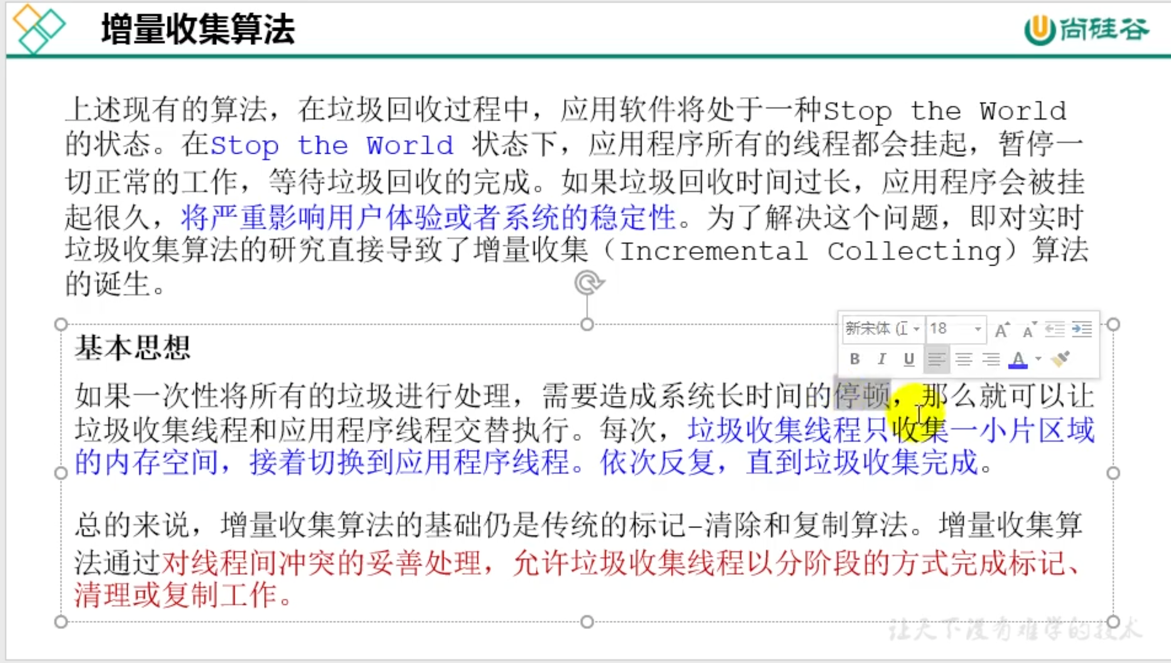 增量收集算法
尚硅谷
上述现有的算法，在垃圾回收过程中，应用软件将处于一种Stop the World
的状态。在Stop the World 状态下，应用程序所有的线程都会挂起，暂停一
切正常的工作，等待垃圾回收的完成。如果垃圾回收时间过长，应用程序会被挂
起很久，将严重影响用户体验或者系统的稳定性。为了解决这个问题，即对实时
垃圾收集算法的研究直接导致了增量收集（Incremental Collecting）算法
的诞生。
新宋体 (正 18 A A
B I U A
基本思想
如果一次性将所有的垃圾进行处理，需要造成系统长时间的停顿，那么就可以让
垃圾收集线程和应用程序线程交替执行。每次，垃圾收集线程只收集一小片区域
的内存空间，接着切换到应用程序线程。依次反复，直到垃圾收集完成。
总的来说，增量收集算法的基础仍是传统的标记-清除和复制算法。增量收集算
法通过对线程间冲突的妥善处理，允许垃圾收集线程以分阶段的方式完成标记、
清理或复制工作。
让天下没有难学的技术